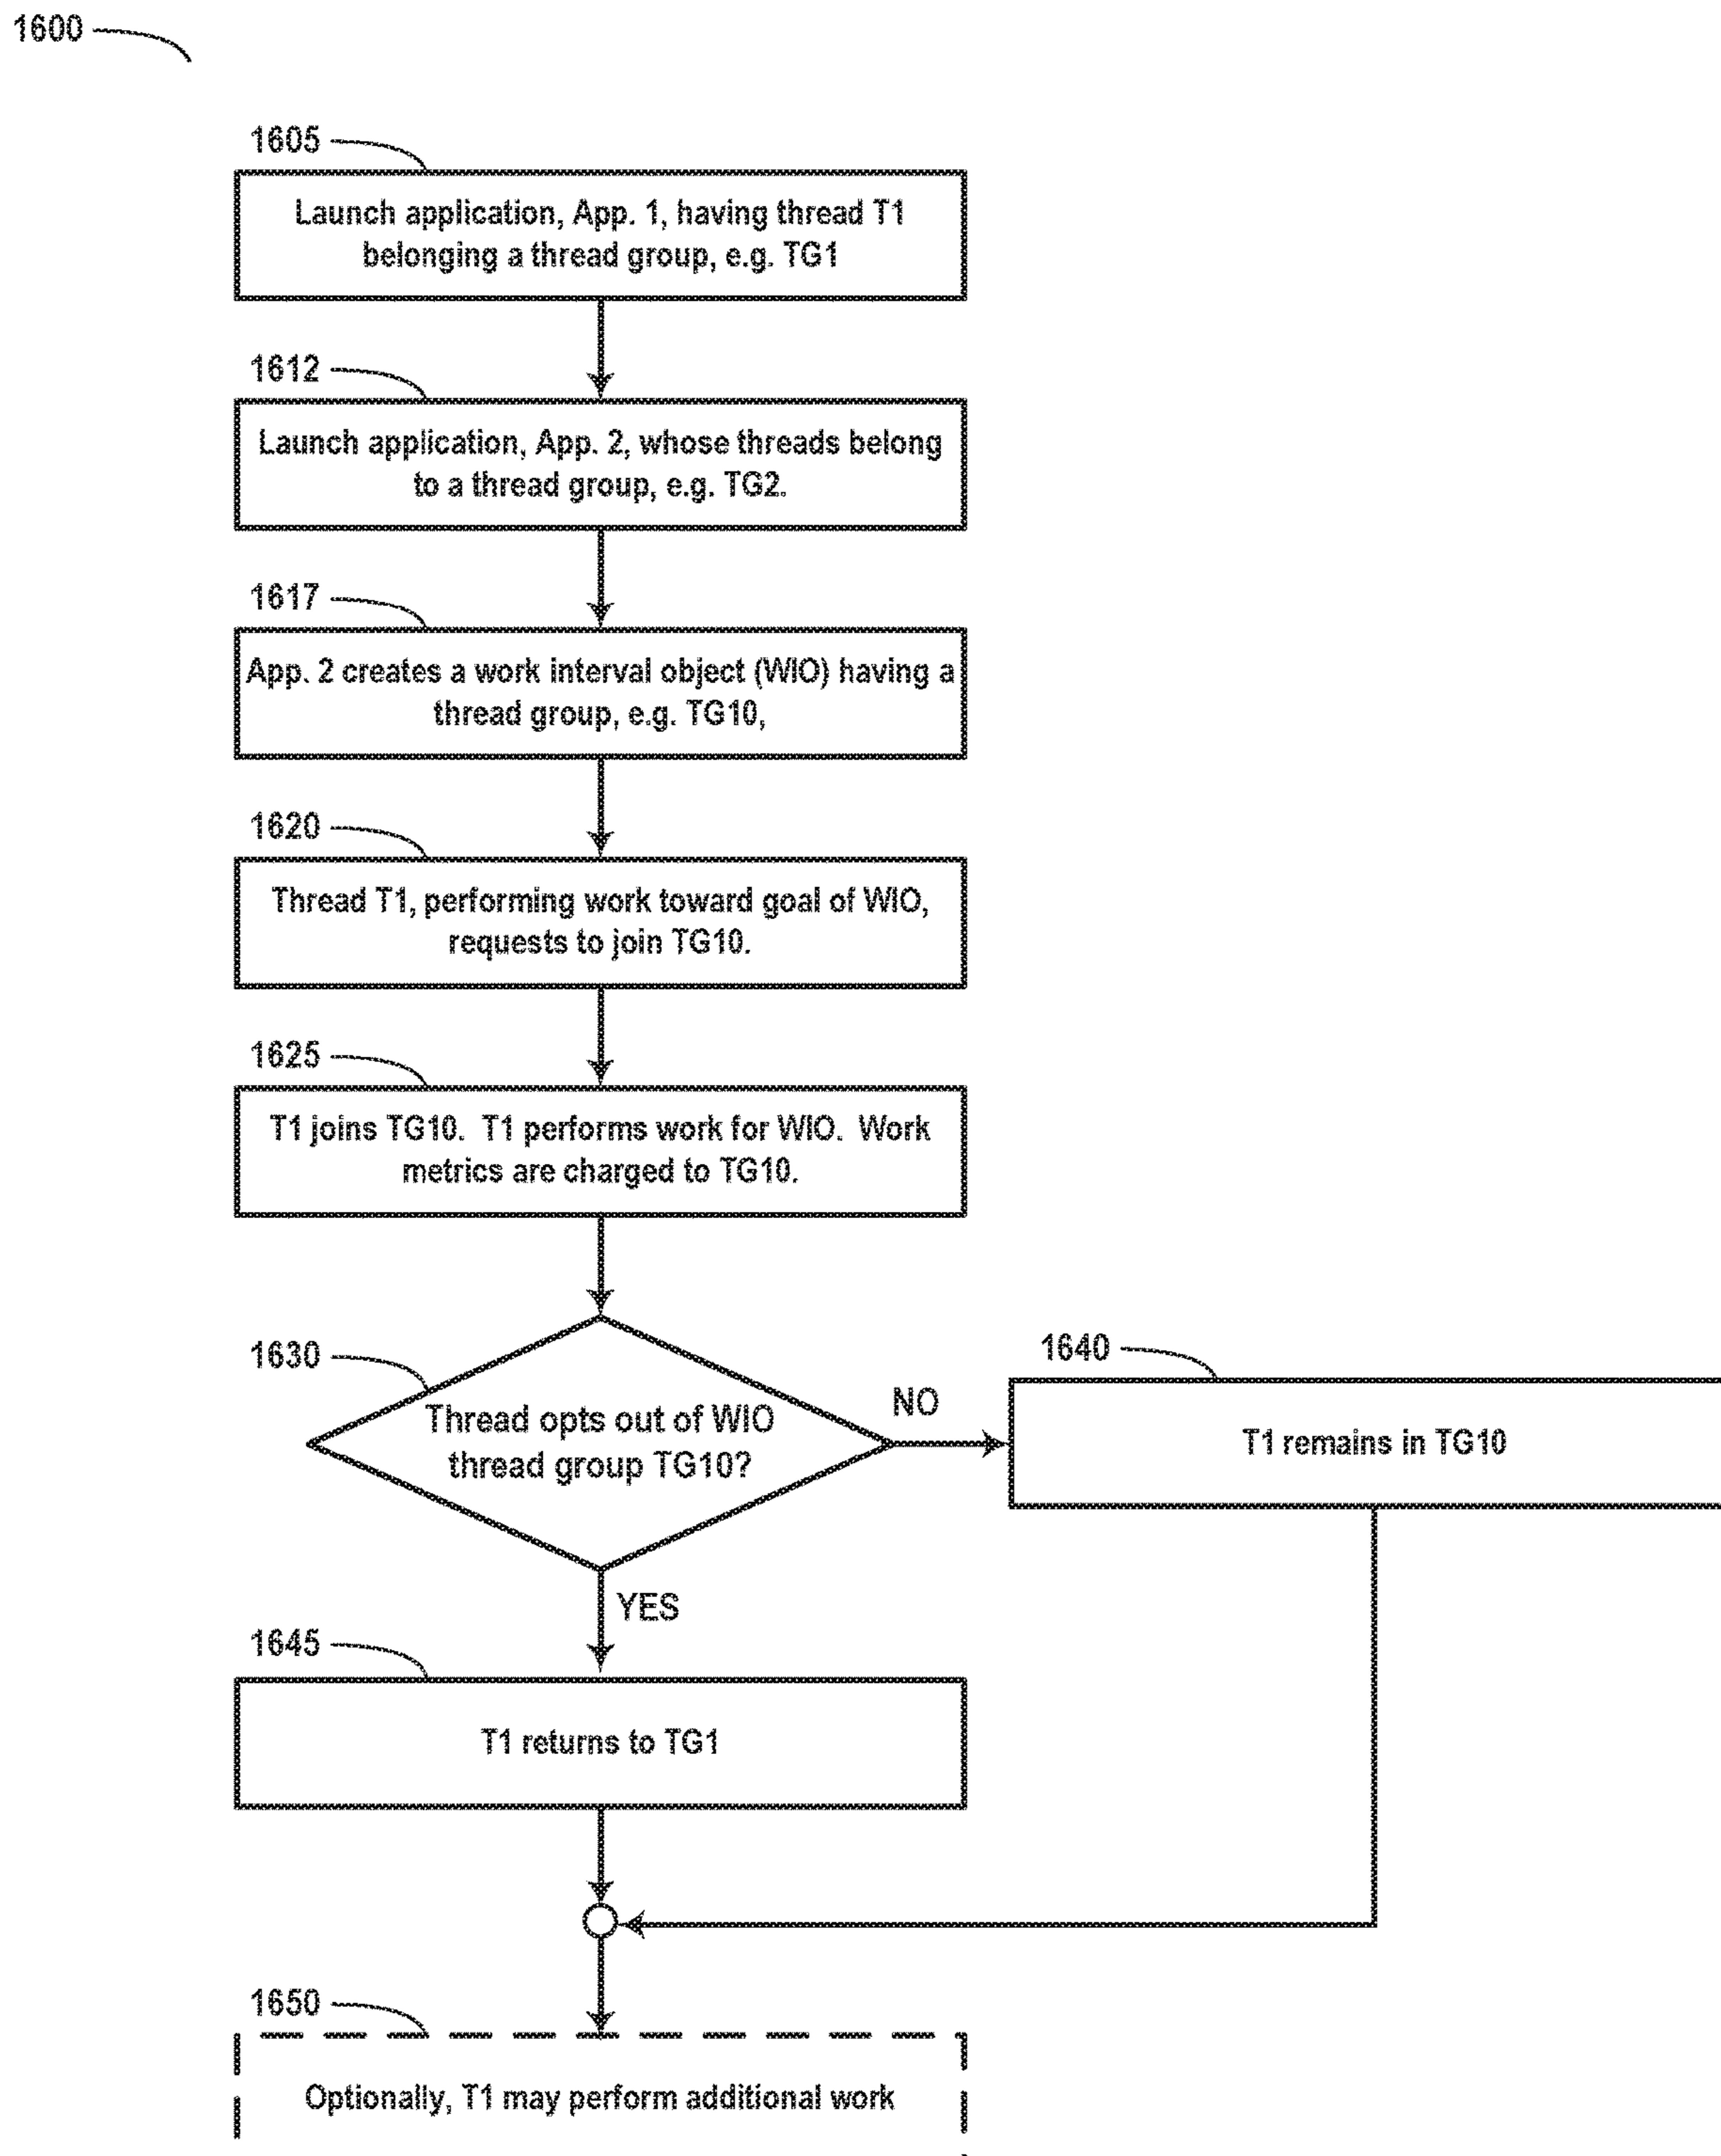 1600
1605
Launch application, App. 1, having thread T1
belonging a thread group, e.g. TG1
1612
Launch application, App. 2, whose threads belong
to a thread group, e.g. TG2.
1617
App. 2 creates a work interval object (WIO) having a
thread group, e.g. TG10,
1620
Thread T1, performing work toward goal of WIO,
requests to join TG10.
1625
T1 joins TG10. T1 performs work for WIO. Work
metrics are charged to TG10.
1630
Thread opts out of WIO
thread group TG10?
NO
1640
T1 remains in TG10
YES
1645
T1 returns to TG1
1650
Optionally, T1 may perform additional work